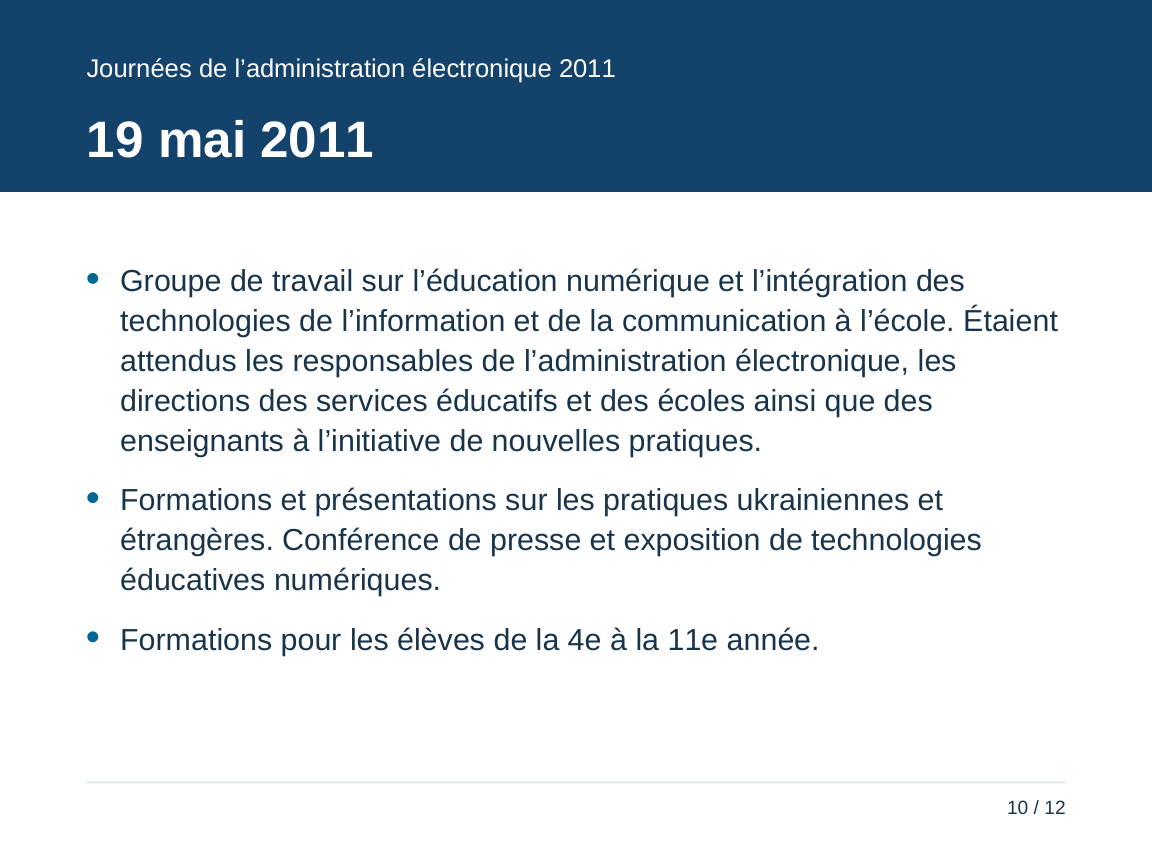 Journées de l’administration électronique 2011
19 mai 2011
• Groupe de travail sur l’éducation numérique et l’intégration des
technologies de l’information et de la communication à l’école. Étaient
attendus les responsables de l’administration électronique, les
directions des services éducatifs et des écoles ainsi que des
enseignants à l’initiative de nouvelles pratiques.
• Formations et présentations sur les pratiques ukrainiennes et
étrangères. Conférence de presse et exposition de technologies
éducatives numériques.
• Formations pour les élèves de la 4e à la 11e année.
10 / 12